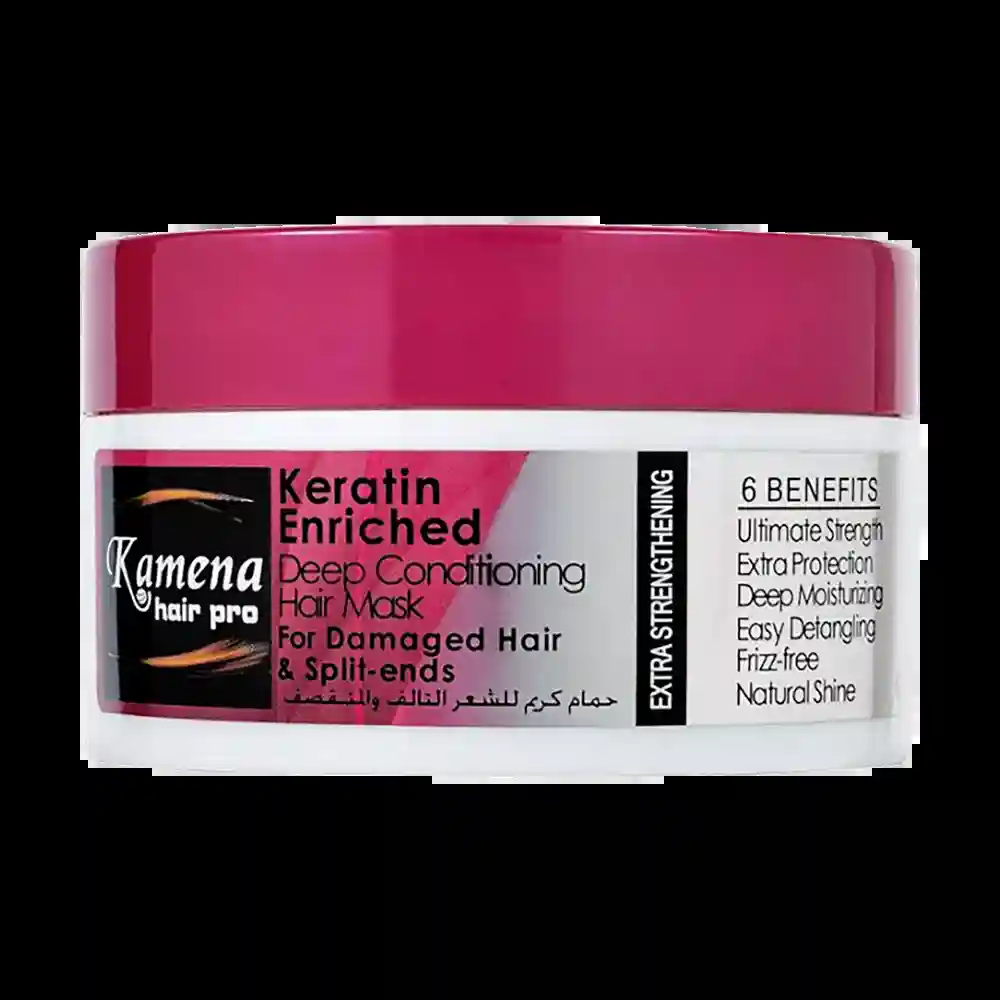 Kamena
hair pro
Keratin
Enriched
Deep Conditioning
Hair Mask
For Damaged Hair
& Split-ends
حمام كريم للشعر التالف والمتقصف
EXTRA STRENGTHENING
6 BENEFITS
Ultimate Strength
Extra Protection
Deep Moisturizing
Easy Detangling
Frizz-free
Natural Shine